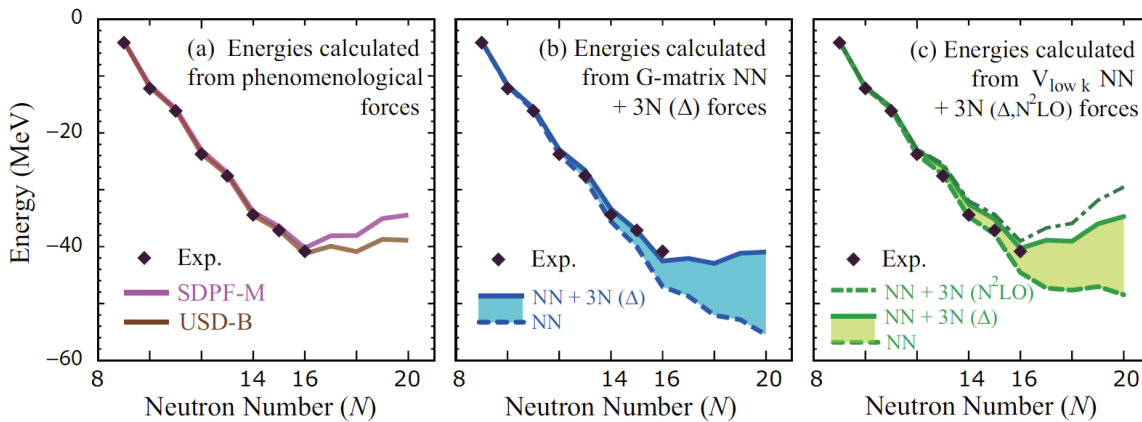 0
−20
−40
−60
Energy (MeV)
(a) Energies calculated
from phenomenological
forces
Exp.
SDPF-M
USD-B
8
14
16
20
Neutron Number (N)
(b) Energies calculated
from G-matrix NN
+ 3N (Δ) forces
Exp.
NN + 3N (Δ)
NN
8
14
16
20
Neutron Number (N)
(c) Energies calculated
from V low k NN
+ 3N (Δ,N²LO) forces
Exp.
NN + 3N (N²LO)
NN + 3N (Δ)
NN
8
14
16
20
Neutron Number (N)